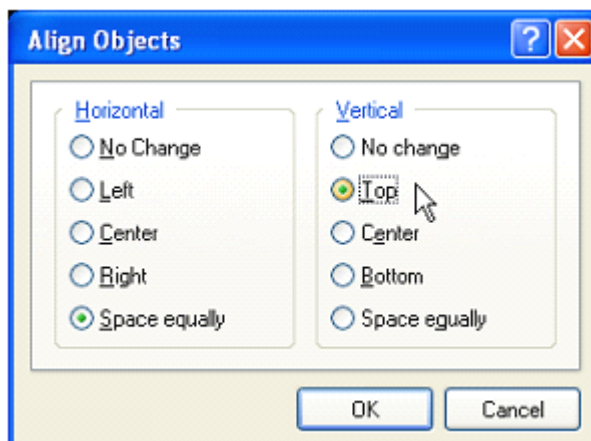 Align Objects
Horizontal
No Change
Left
Center
Right
Space equally
Vertical
No change
Top
Center
Bottom
Space equally
OK
Cancel